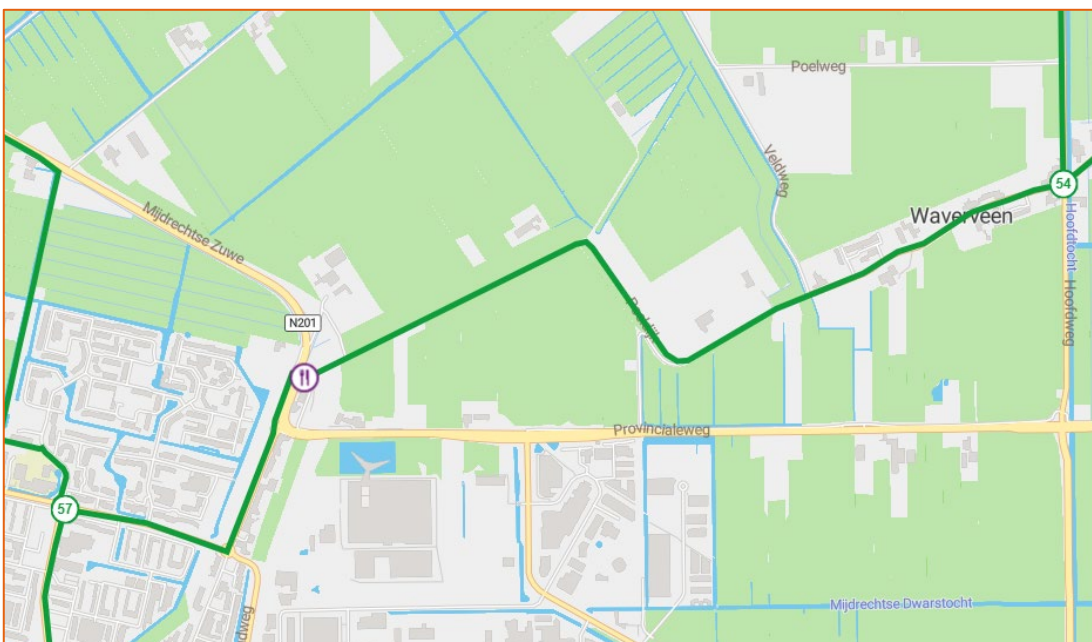 Poelweg
Veldweg
54
Waverveen
Hoofdtocht
Hoofdweg
Mijdrechtse Zuwe
N201
Provincialeweg
57
Mijdrechtse Dwarstocht